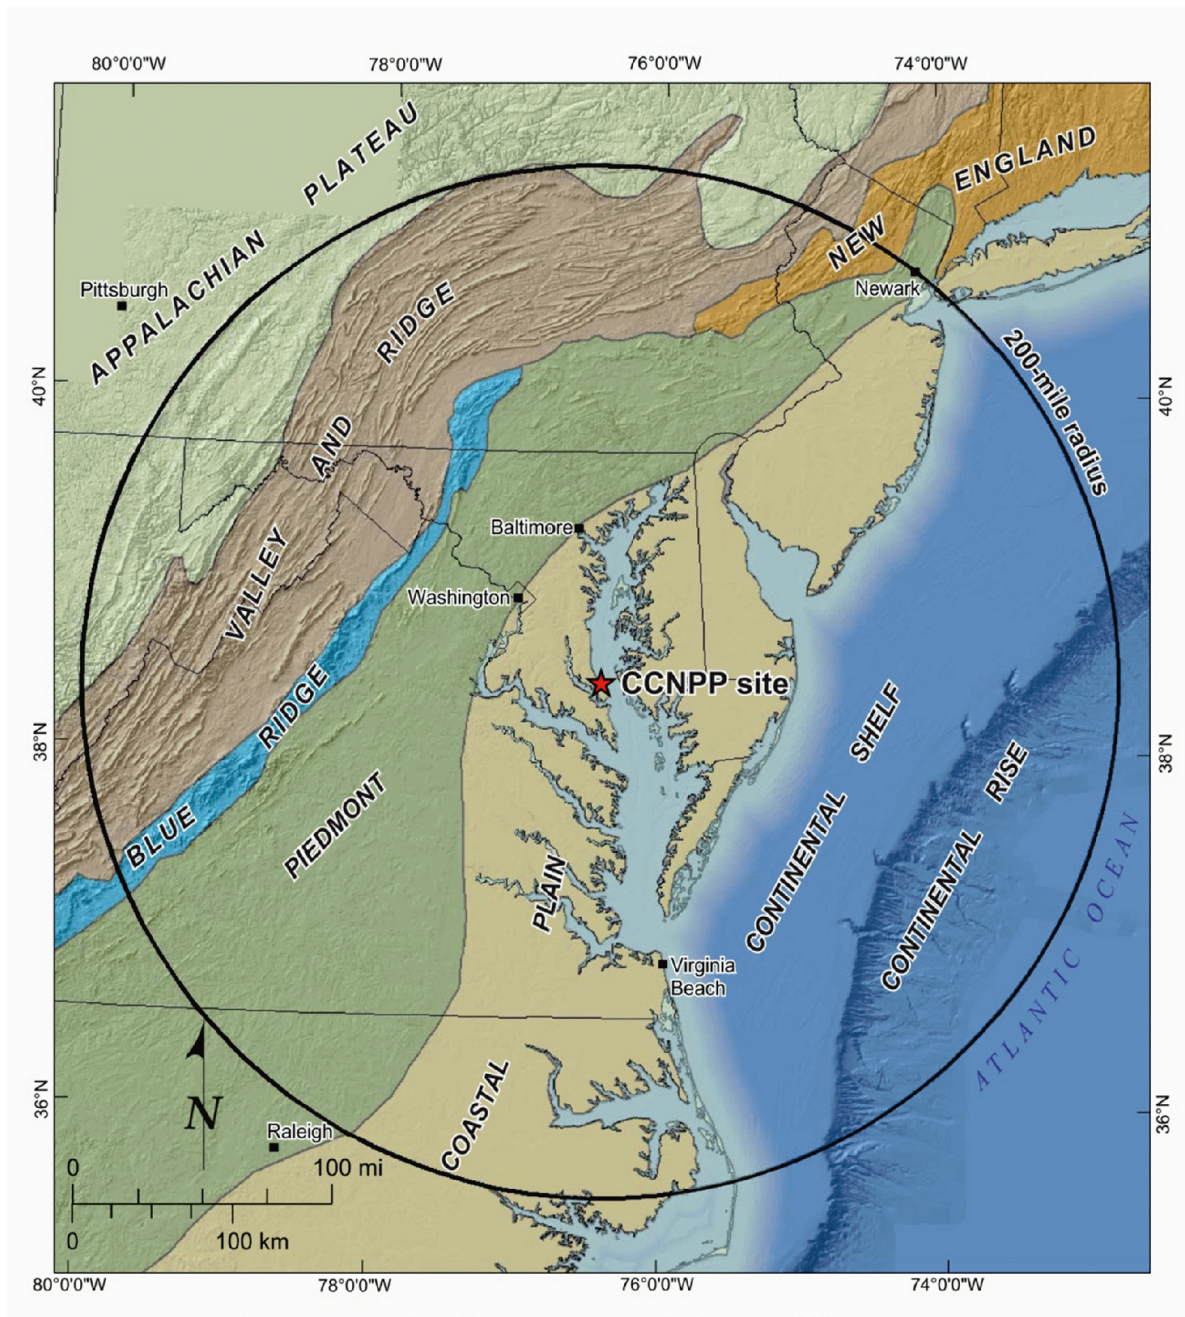 80°0'0"W 78°0'0"W 76°0'0"W 74°0'0"W
APPALACHIAN PLATEAU
NEW ENGLAND
Pittsburgh
Newark
VALLEY AND RIDGE
200-mile radius
40°N
40°N
Baltimore
Washington
CCNPP site
38°N
38°N
BLUE RIDGE
PIEDMONT
CONTINENTAL SHELF
CONTINENTAL RISE
ATLANTIC OCEAN
COASTAL PLAIN
Virginia
Beach
36°N
36°N
N
Raleigh
0 100 mi
0 100 km
80°0'0"W 78°0'0"W 76°0'0"W 74°0'0"W